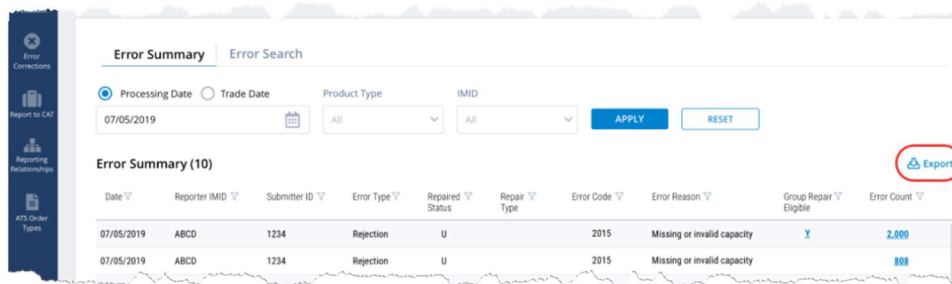 Error
Corrections
Report to CAT
Reporting
Relationships
ATS Order
Types
Error Summary Error Search
Processing Date Trade Date Product Type IMID
07/05/2019 All All APPLY RESET
Error Summary (10) Export
Date Reporter IMID Submitter ID Error Type Repaired Status Repair Type Error Code Error Reason Group Repair Eligible Error Count
07/05/2019 ABCD 1234 Rejection U 2015 Missing or invalid capacity Y 2,000
07/05/2019 ABCD 1234 Rejection U 2015 Missing or invalid capacity 808